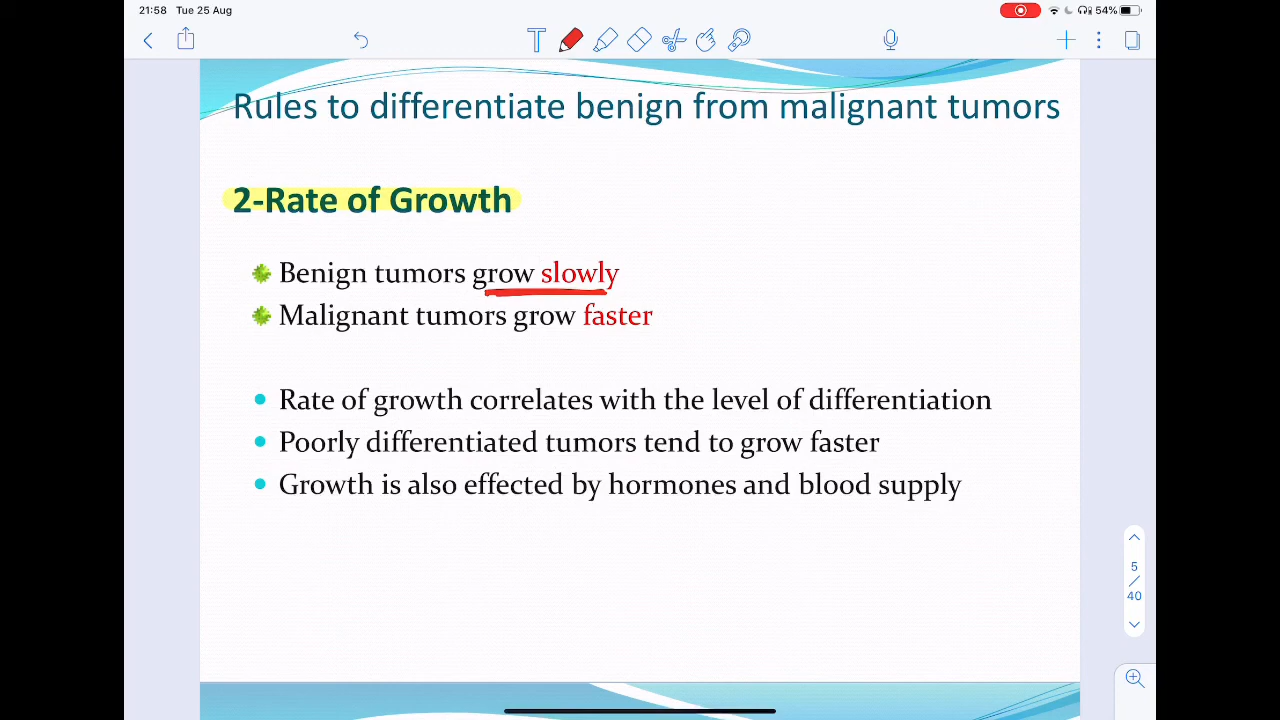 21:58 Tue 25 Aug 54%
T
Rules to differentiate benign from malignant tumors
2-Rate of Growth
Benign tumors grow slowly
Malignant tumors grow faster
Rate of growth correlates with the level of differentiation
Poorly differentiated tumors tend to grow faster
Growth is also effected by hormones and blood supply
5
/
40